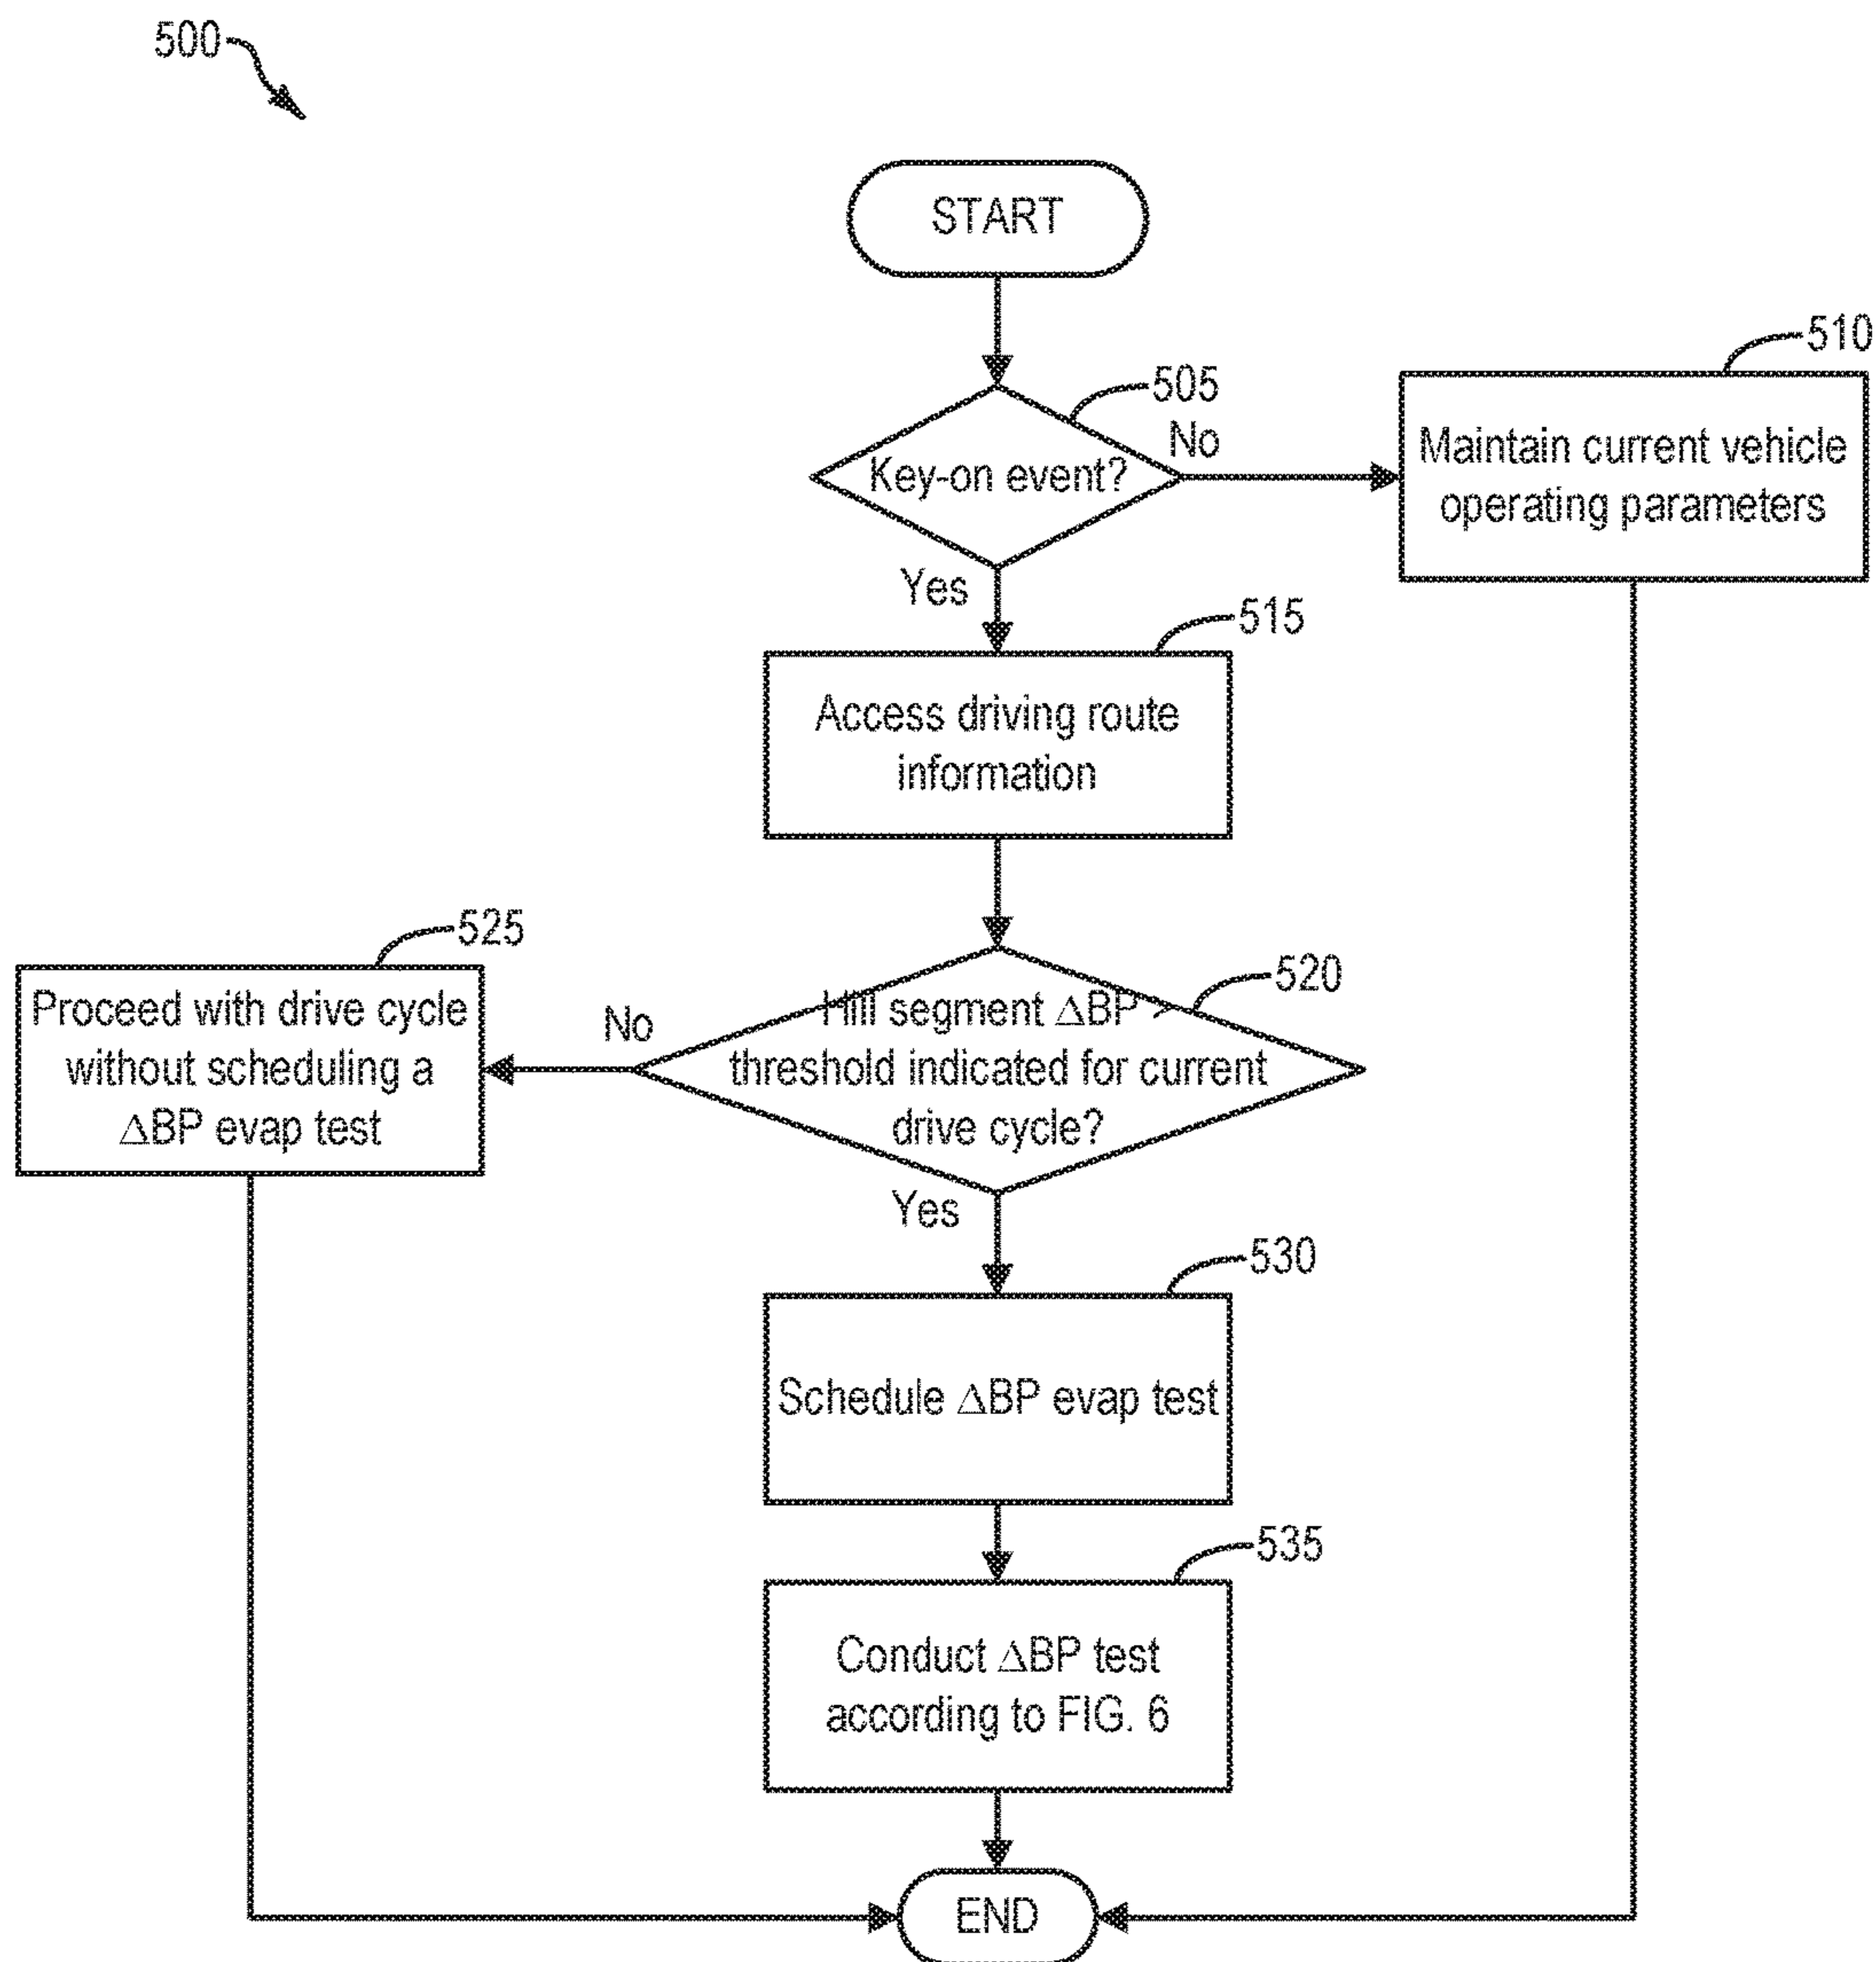 500
START
505
Key-on event?
No
510
Maintain current vehicle
operating parameters
Yes
515
Access driving route
information
520
Hill segment ΔBP >
threshold indicated for current
drive cycle?
No
525
Proceed with drive cycle
without scheduling a
ΔBP evap test
Yes
530
Schedule ΔBP evap test
535
Conduct ΔBP test
according to FIG. 6
END